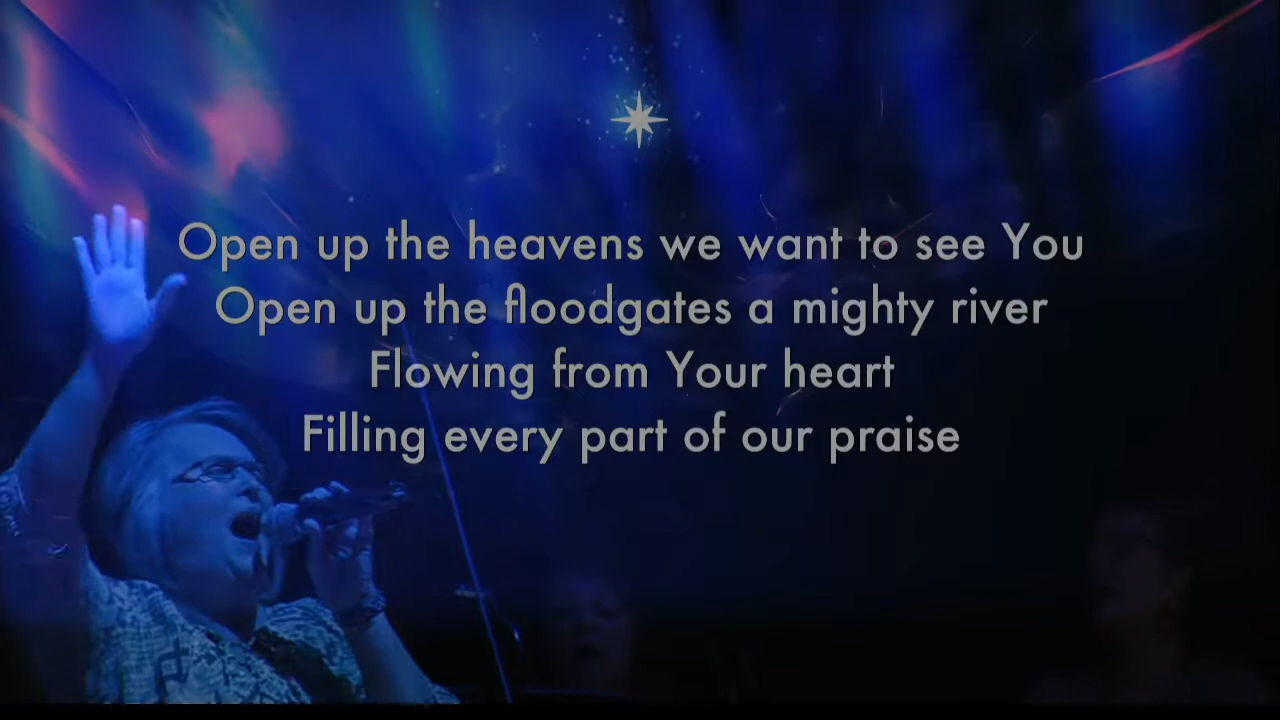 Open up the heavens we want to see You
Open up the floodgates a mighty river
Flowing from Your heart
Filling every part of our praise